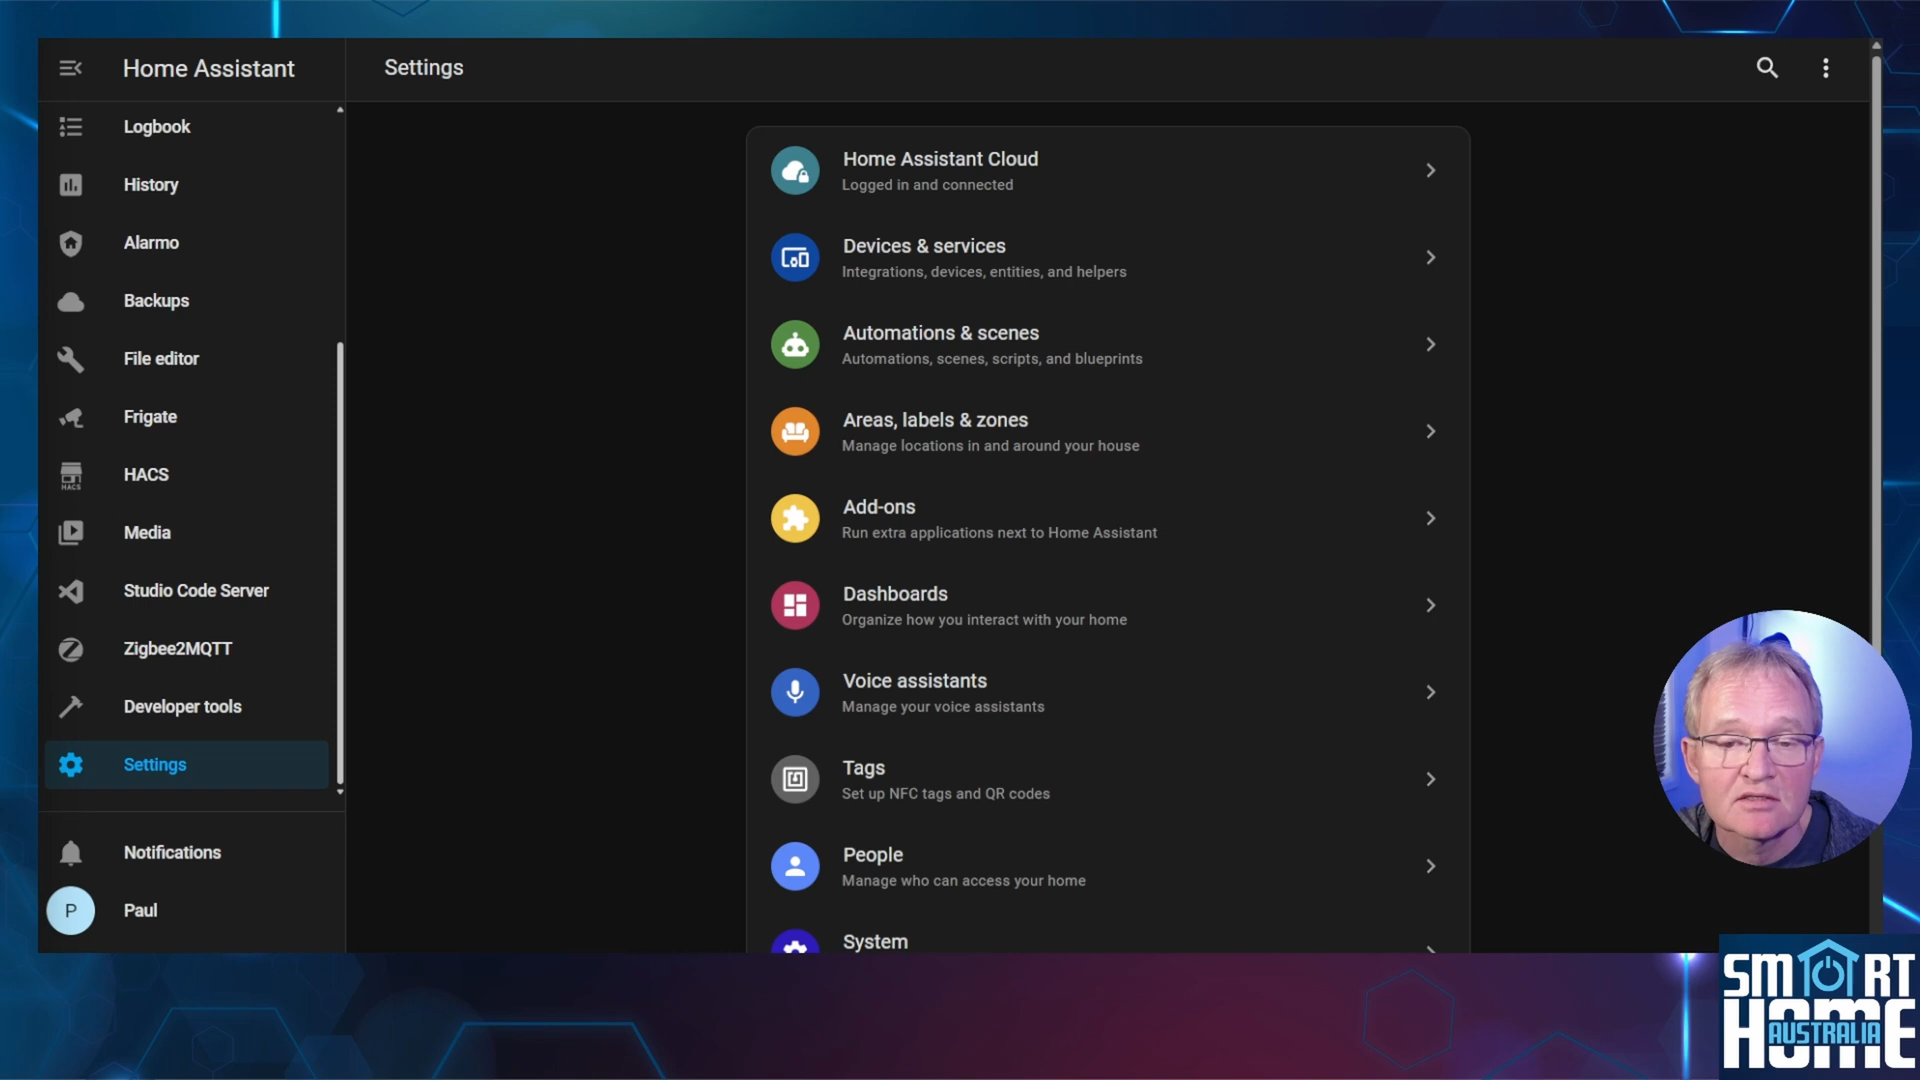 Home Assistant
Settings
Logbook
History
Alarmo
Backups
File editor
Frigate
HACS
HACS
Media
Studio Code Server
Zigbee2MQTT
Developer tools
Settings
Notifications
P
Paul
Home Assistant Cloud
Logged in and connected
Devices & services
Integrations, devices, entities, and helpers
Automations & scenes
Automations, scenes, scripts, and blueprints
Areas, labels & zones
Manage locations in and around your house
Add-ons
Run extra applications next to Home Assistant
Dashboards
Organize how you interact with your home
Voice assistants
Manage your voice assistants
Tags
Set up NFC tags and QR codes
People
Manage who can access your home
System
SMART
HOME
AUSTRALIA